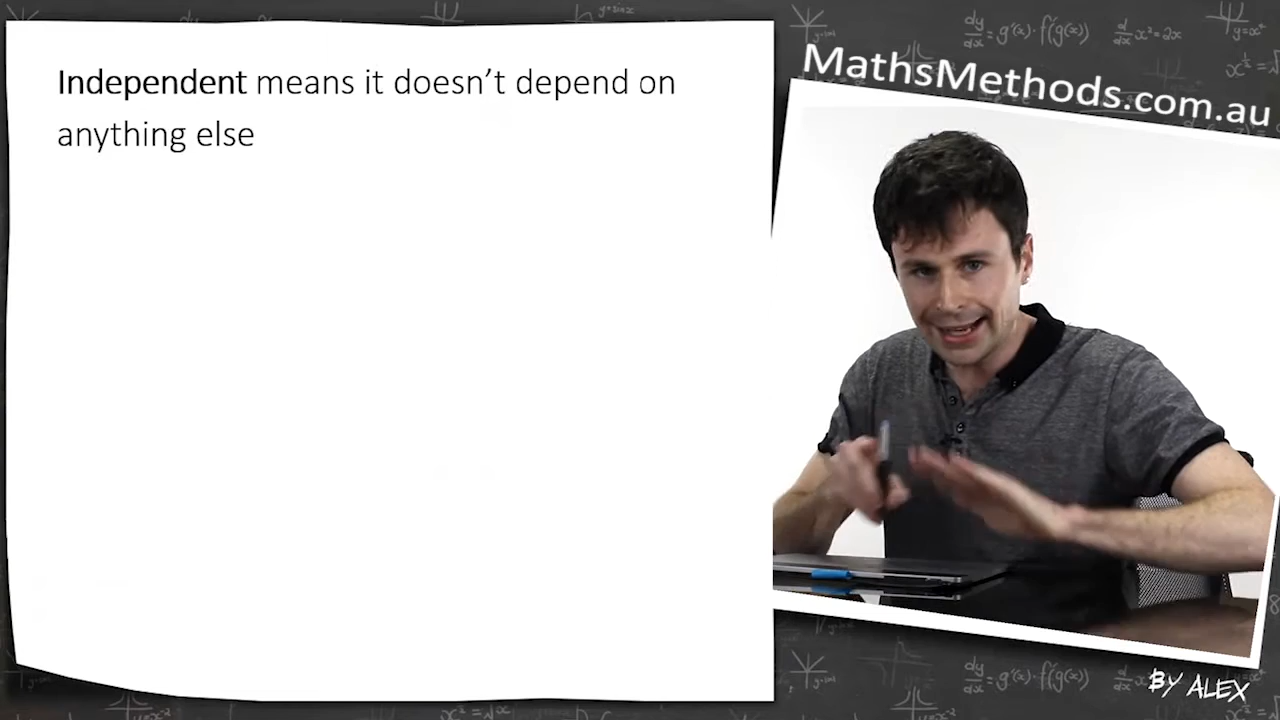 Independent means it doesn’t depend on
anything else
MathsMethods.com.au
BY ALEX